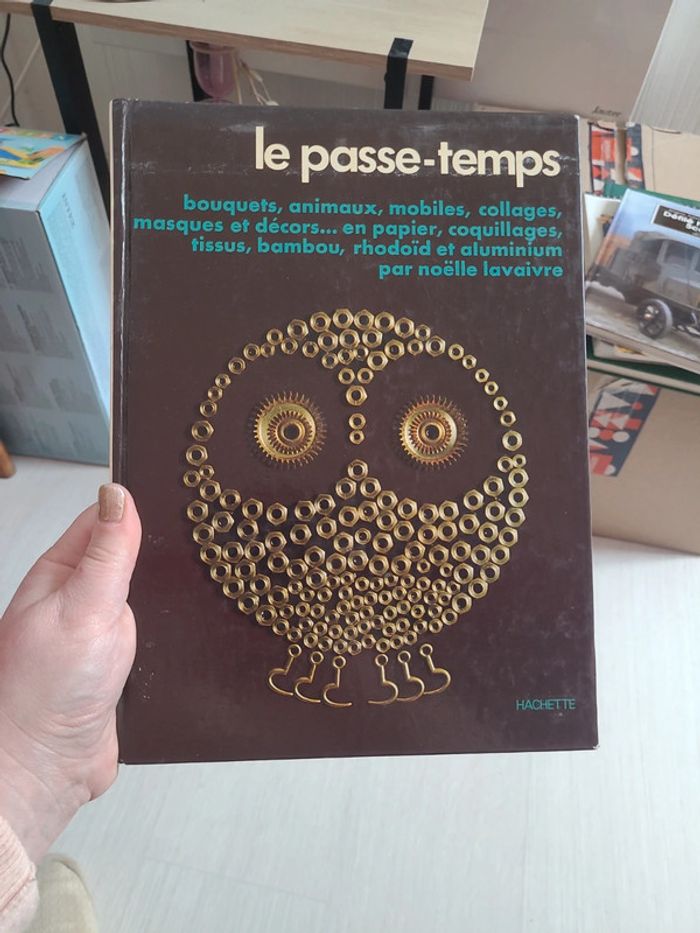 le passe-temps
bouquets, animaux, mobiles, collages,
masques et décors... en papier, coquillages,
tissus, bambou, rhodoïd et aluminium
par noëlle lavaivre
HACHETTE